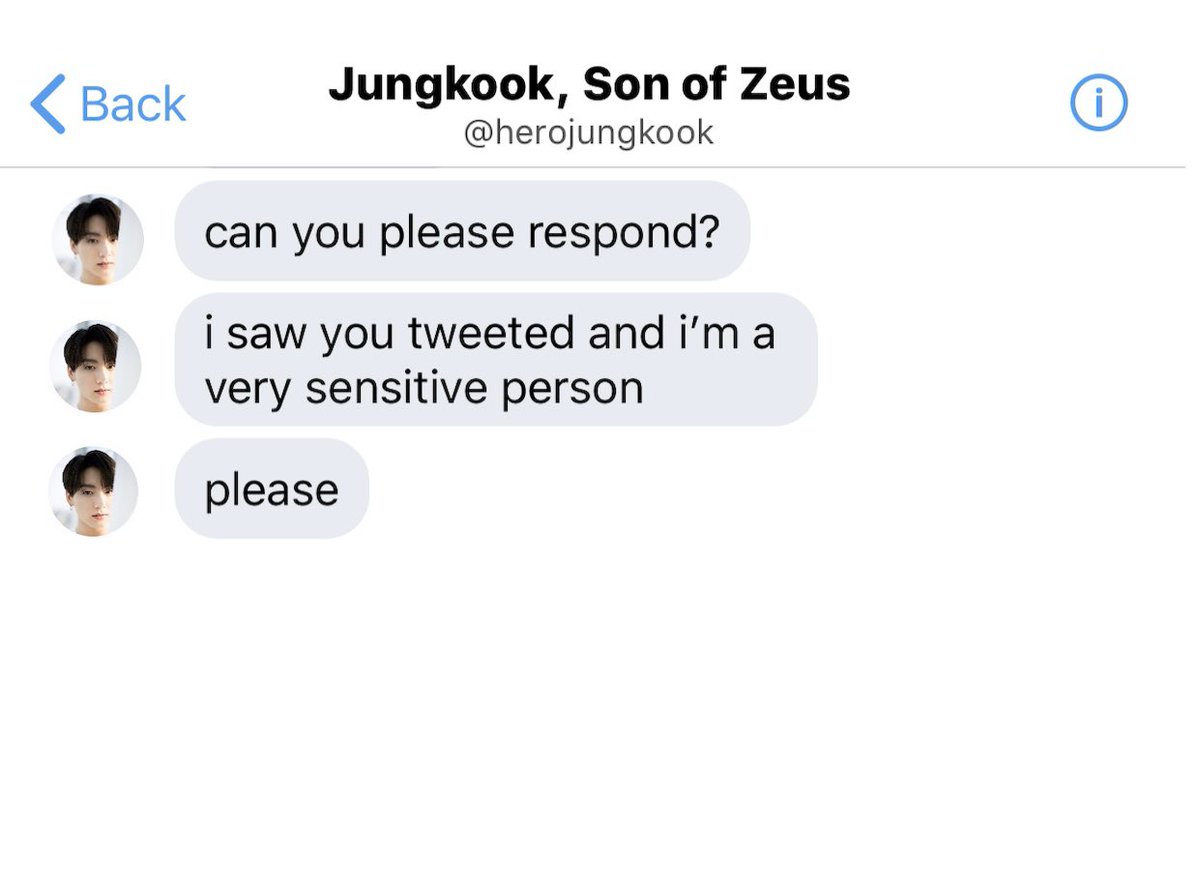 Jungkook, Son of Zeus
Back
@herojungkook
can you please respond?
i saw you tweeted and i’m a
very sensitive person
please